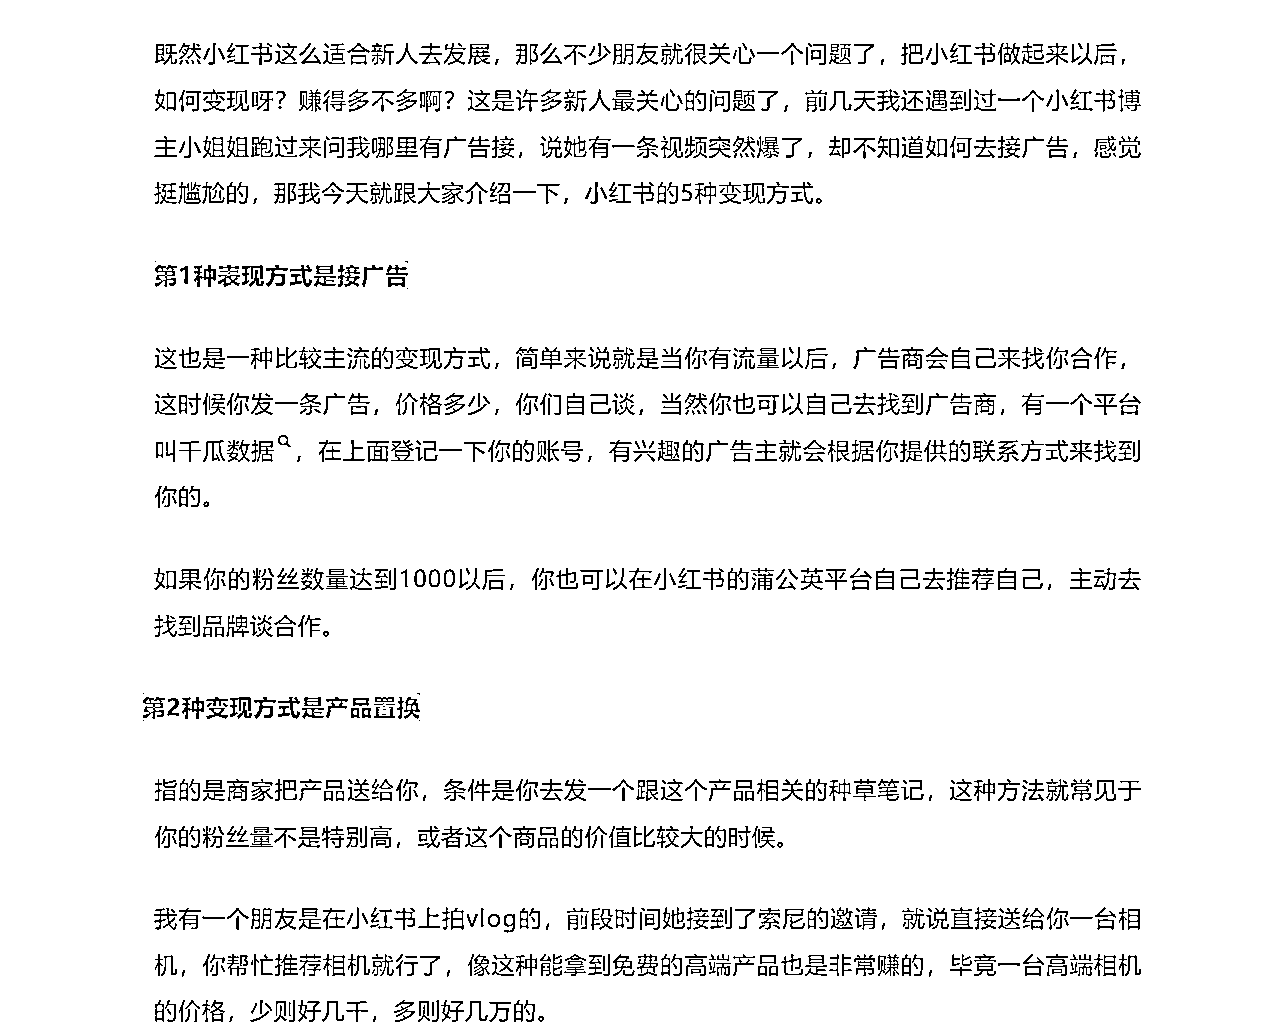 既然小红书这么适合新人去发展，那么不少朋友就很关心一个问题了，把小红书做起来以后，
如何变现呀？赚得多不多啊？这是许多新人最关心的问题了，前几天我还遇到过一个小红书博
主小姐姐跑过来问我哪里有广告接，说她有一条视频突然爆了，却不知道如何去接广告，感觉
挺尴尬的，那我今天就跟大家介绍一下，小红书的5种变现方式。
第1种表现方式是接广告
这也是一种比较主流的变现方式，简单来说就是当你有流量以后，广告商会自己来找你合作，
这时候你发一条广告，价格多少，你们自己谈，当然你也可以自己去找到广告商，有一个平台
叫千瓜数据，在上面登记一下你的账号，有兴趣的广告主就会根据你提供的联系方式来找到
你的。
如果你的粉丝数量达到1000以后，你也可以在小红书的蒲公英平台自己去推荐自己，主动去
找到品牌谈合作。
第2种变现方式是产品置换
指的是商家把产品送给你，条件是你去发一个跟这个产品相关的种草笔记，这种方法就常见于
你的粉丝量不是特别高，或者这个商品的价值比较大的时候。
我有一个朋友是在小红书上拍vlog的，前段时间她接到了索尼的邀请，就说直接送给你一台相
机，你帮忙推荐相机就行了，像这种能拿到免费的高端产品也是非常赚的，毕竟一台高端相机
的价格，少则好几千，多则好几万的。